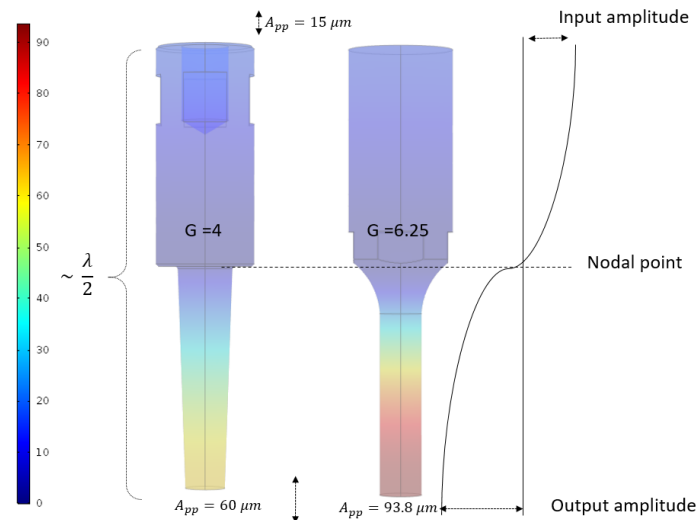 A_pp = 15 μm
Input amplitude
90
80
70
60
50
40
30
20
10
0
G =4
G =6.25
~ λ/2
Nodal point
A_pp = 60 μm
A_pp = 93.8 μm
Output amplitude